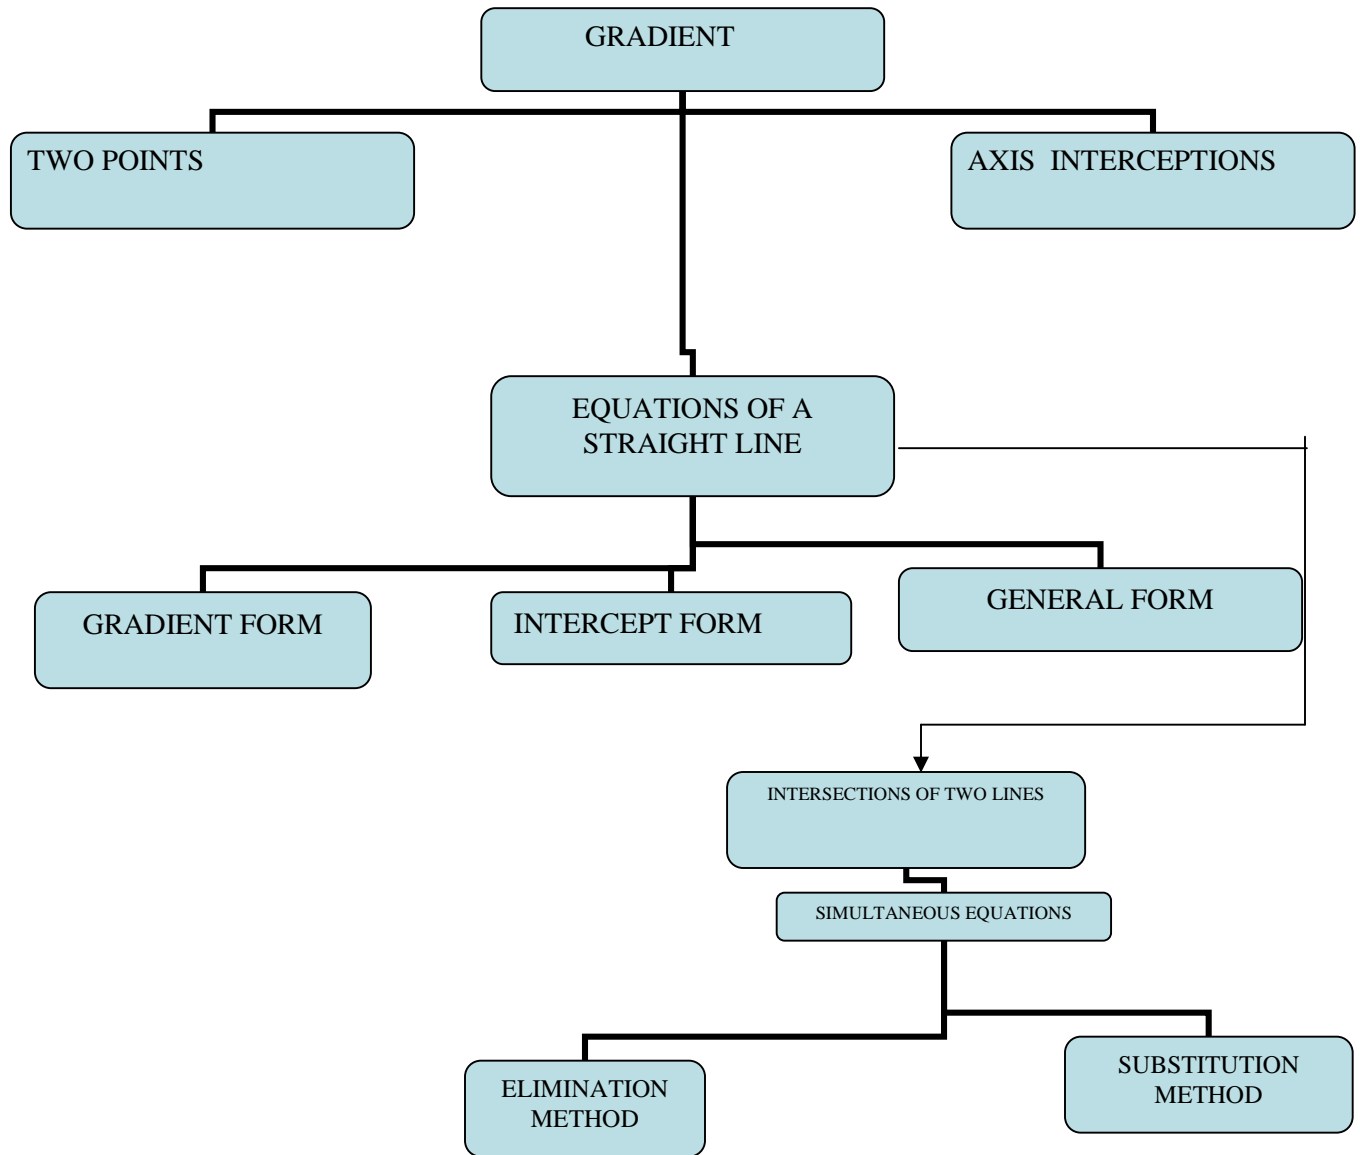 GRADIENT
TWO POINTS
AXIS INTERCEPTIONS
EQUATIONS OF A
STRAIGHT LINE
GRADIENT FORM
INTERCEPT FORM
GENERAL FORM
INTERSECTIONS OF TWO LINES
SIMULTANEOUS EQUATIONS
ELIMINATION
METHOD
SUBSTITUTION
METHOD